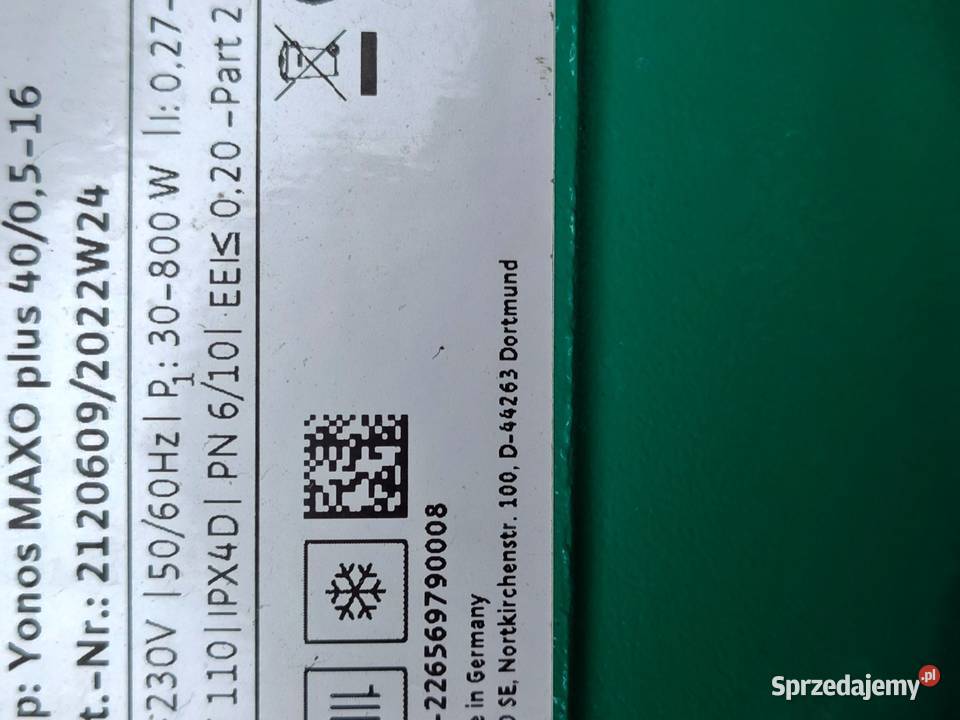 p: Yonos MAXO plus 40/0,5-16
t.-Nr.: 2120609/2022W24
230V |50/60Hz| P1: 30-800 W |I: 0,27-
110|IPX4D| PN 6/10| EEI≤ 0,20 -Part 2
-226569790008
e in Germany
SE, Nortkirchenstr. 100, D-44263 Dortmund
Sprzedajemy.pl